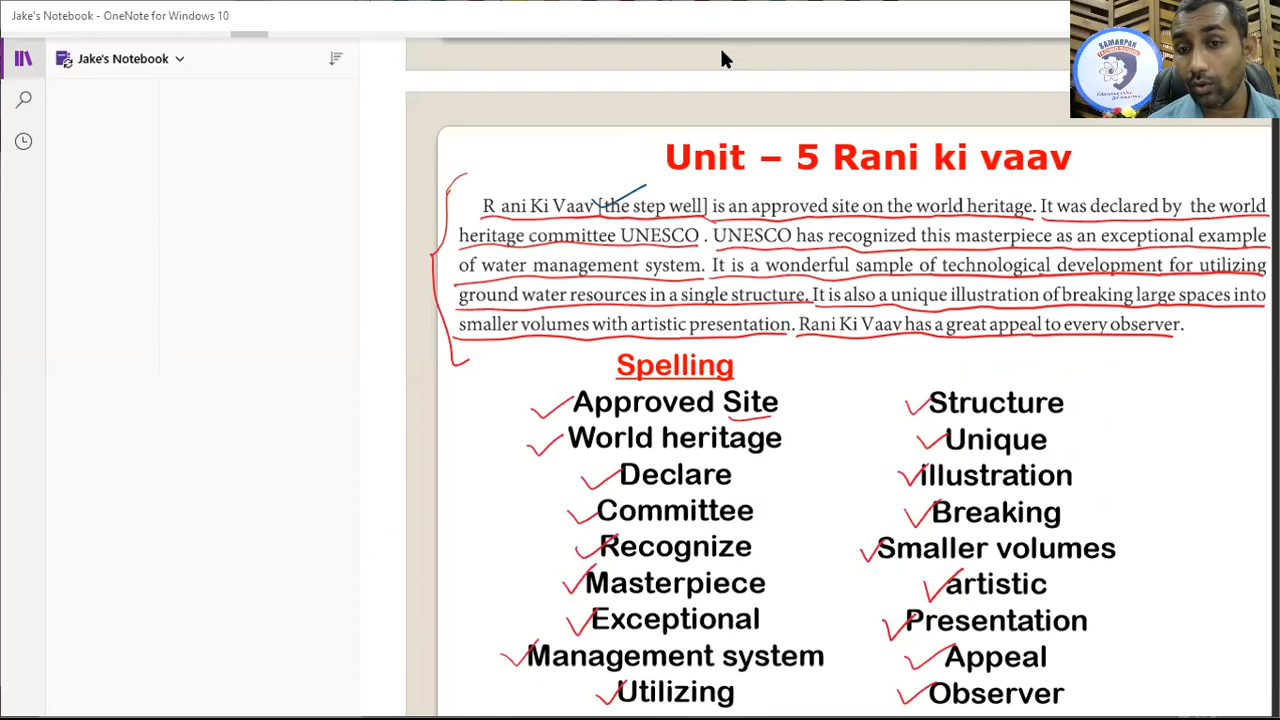 Jake's Notebook - OneNote for Windows 10
Jake's Notebook
SAMARPAN
Unit – 5 Rani ki vaav
R ani Ki Vaav [the step well] is an approved site on the world heritage. It was declared by the world
heritage committee UNESCO . UNESCO has recognized this masterpiece as an exceptional example
of water management system. It is a wonderful sample of technological development for utilizing
ground water resources in a single structure. It is also a unique illustration of breaking large spaces into
smaller volumes with artistic presentation. Rani Ki Vaav has a great appeal to every observer.
Spelling
Approved Site
World heritage
Declare
Committee
Recognize
Masterpiece
Exceptional
Management system
Utilizing
Structure
Unique
illustration
Breaking
Smaller volumes
artistic
Presentation
Appeal
Observer